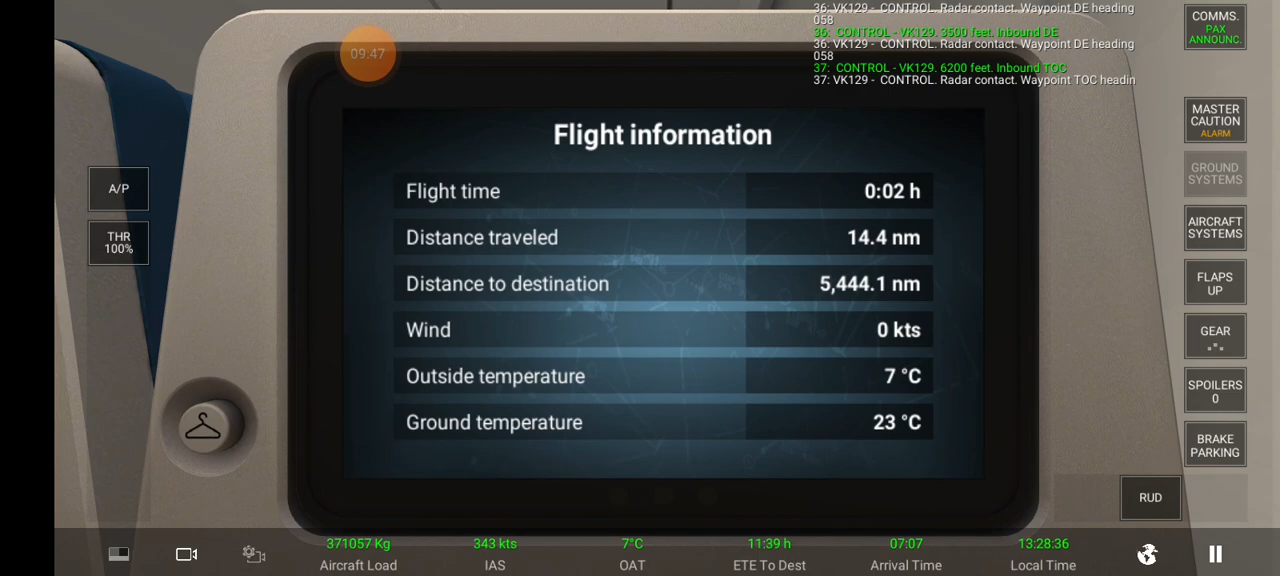 36: VK129 - CONTROL. Radar contact. Waypoint DE heading
058
36: CONTROL - VK129. 3500 feet. Inbound DE
36: VK129 - CONTROL. Radar contact. Waypoint DE heading
058
37: CONTROL - VK129. 6200 feet. Inbound TOC
37: VK129 - CONTROL. Radar contact. Waypoint TOC headin
COMMS.
PAX
ANNOUNC.
09:47
MASTER
CAUTION
ALARM
Flight information
GROUND
SYSTEMS
A/P
Flight time 0:02 h
THR
100%
Distance traveled 14.4 nm
AIRCRAFT
SYSTEMS
Distance to destination 5,444.1 nm
FLAPS
UP
Wind 0 kts
GEAR
Outside temperature 7 °C
SPOILERS
0
Ground temperature 23 °C
BRAKE
PARKING
RUD
371057 Kg 343 kts 7°C 11:39 h 07:07 13:28:36
Aircraft Load IAS OAT ETE To Dest Arrival Time Local Time